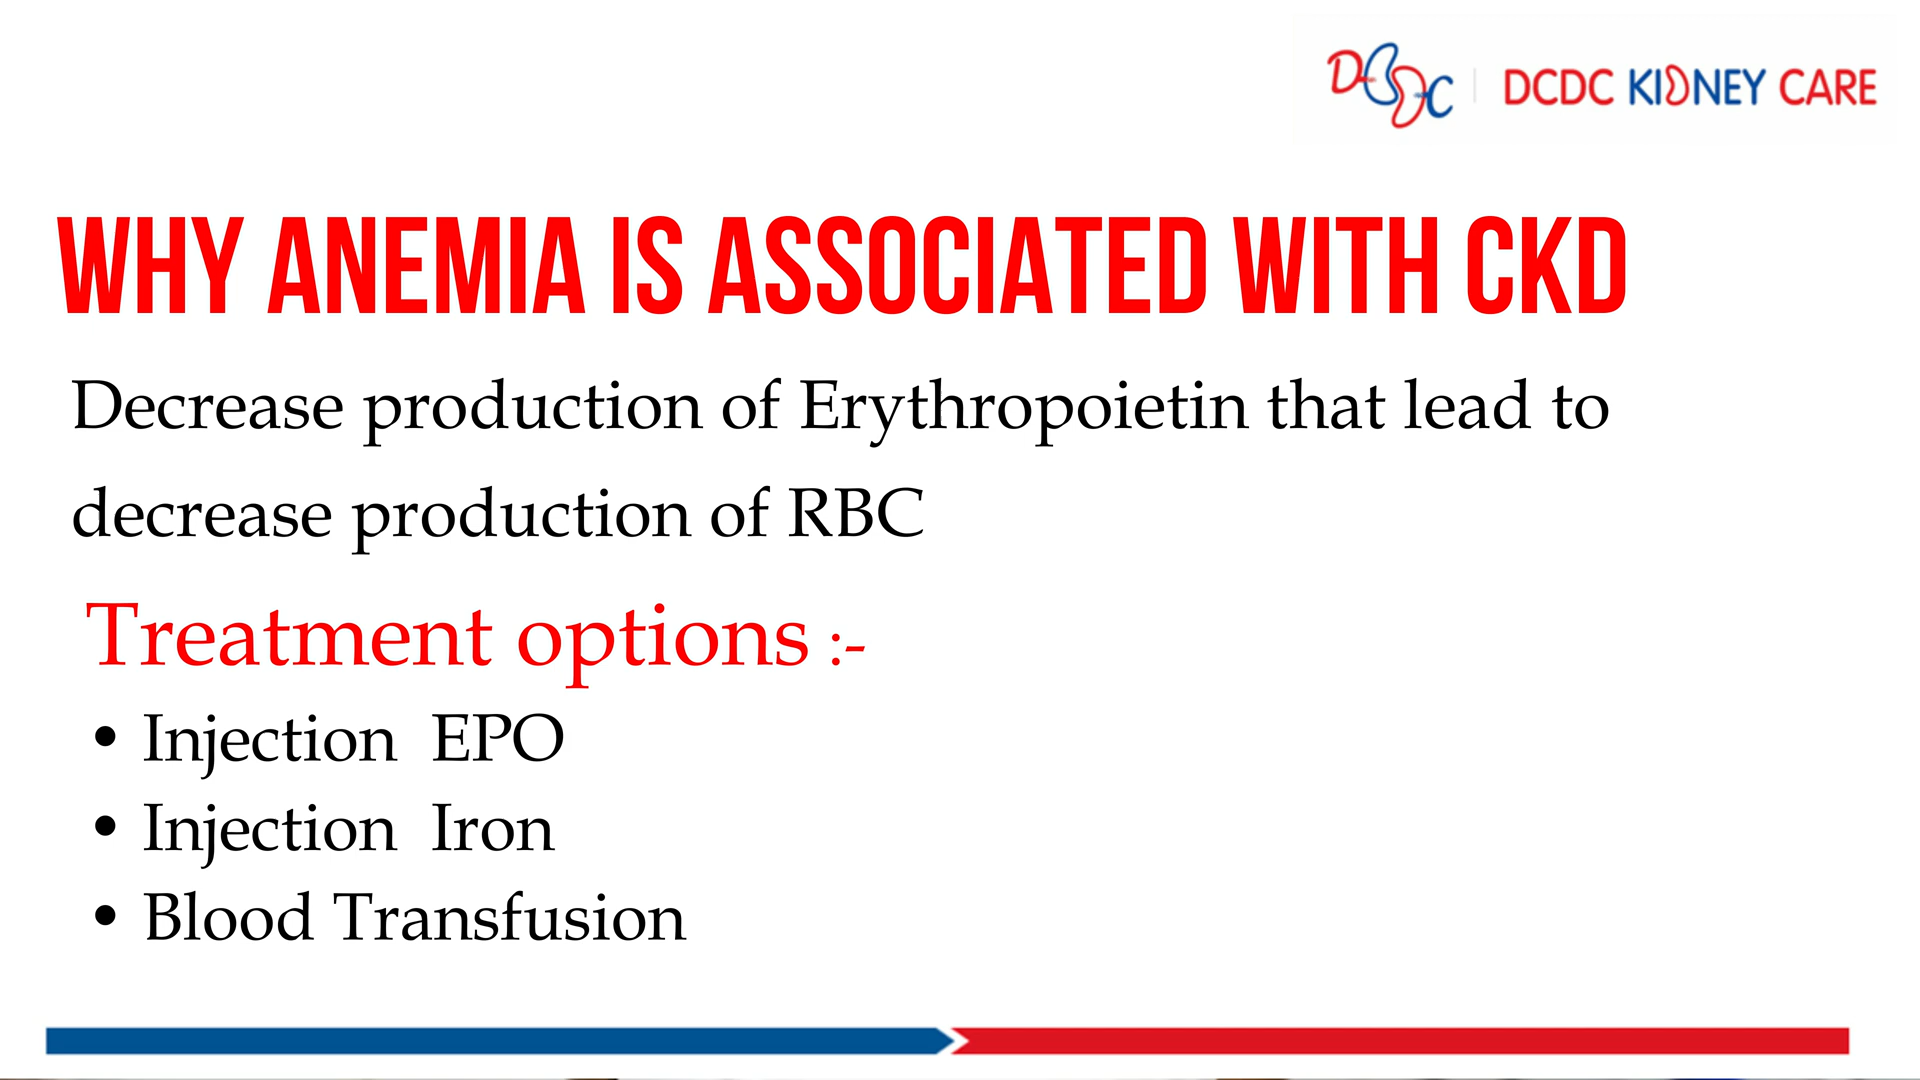 DCDC | DCDC KIDNEY CARE
WHY ANEMIA IS ASSOCIATED WITH CKD
Decrease production of Erythropoietin that lead to
decrease production of RBC
Treatment options :-
• Injection  EPO
• Injection  Iron
• Blood Transfusion